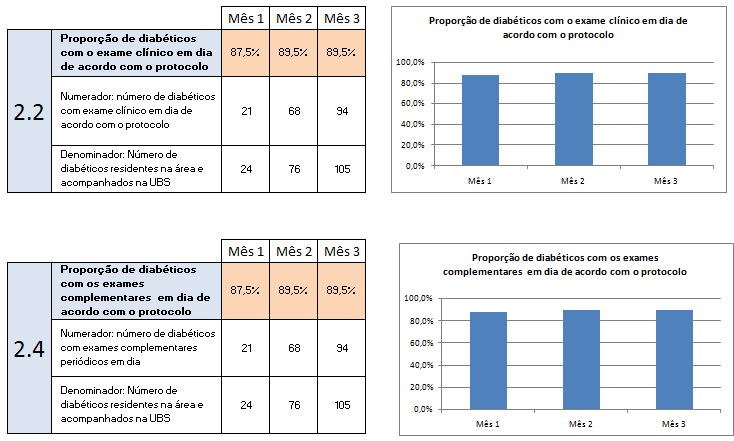 Mês 1 Mês 2 Mês 3
2.2
Proporção de diabéticos
com o exame clínico em dia
de acordo com o protocolo
87,5% 89,5% 89,5%
Numerador: número de diabéticos
com exame clínico em dia de
acordo com o protocolo
21 68 94
Denominador: Número de
diabéticos residentes na área e
acompanhados na UBS
24 76 105
Proporção de diabéticos com o exame clínico em dia de
acordo com o protocolo
100,0%
80,0%
60,0%
40,0%
20,0%
0,0%
Mês 1 Mês 2 Mês 3
Mês 1 Mês 2 Mês 3
2.4
Proporção de diabéticos
com os exames
complementares em dia de
acordo com o protocolo
87,5% 89,5% 89,5%
Numerador: número de diabéticos
com exames complementares
periódicos em dia
21 68 94
Denominador: Número de
diabéticos residentes na área e
acompanhados na UBS
24 76 105
Proporção de diabéticos com os exames
complementares em dia de acordo com o protocolo
100,0%
80,0%
60,0%
40,0%
20,0%
0,0%
Mês 1 Mês 2 Mês 3